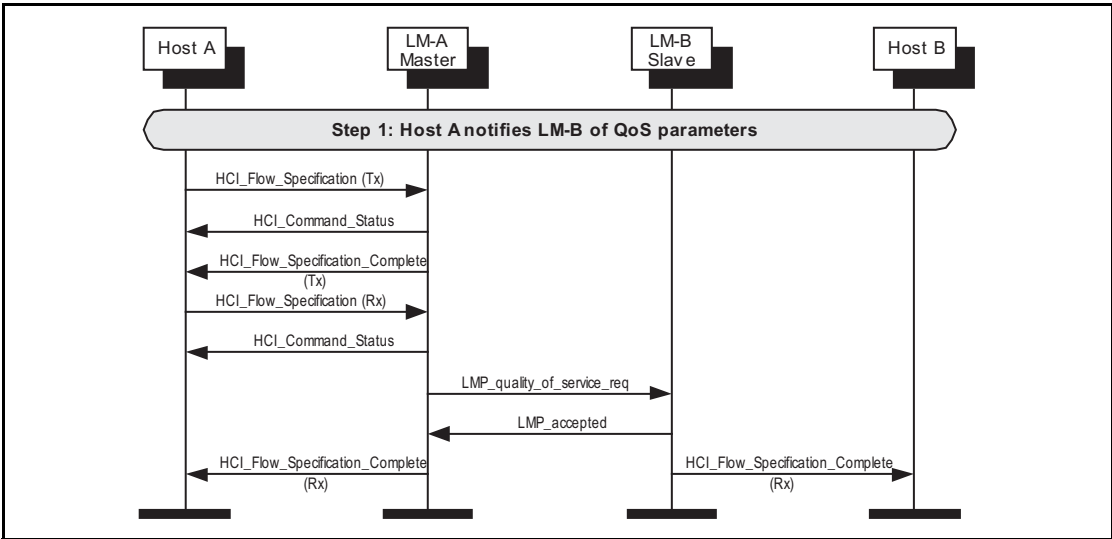 Host A
LM-A
Master
LM-B
Slave
Host B
Step 1: Host A notifies LM-B of QoS parameters
HCI_Flow_Specification (Tx)
HCI_Command_Status
HCI_Flow_Specification_Complete
(Tx)
HCI_Flow_Specification (Rx)
HCI_Command_Status
LMP_quality_of_service_req
LMP_accepted
HCI_Flow_Specification_Complete
(Rx)
HCI_Flow_Specification_Complete
(Rx)